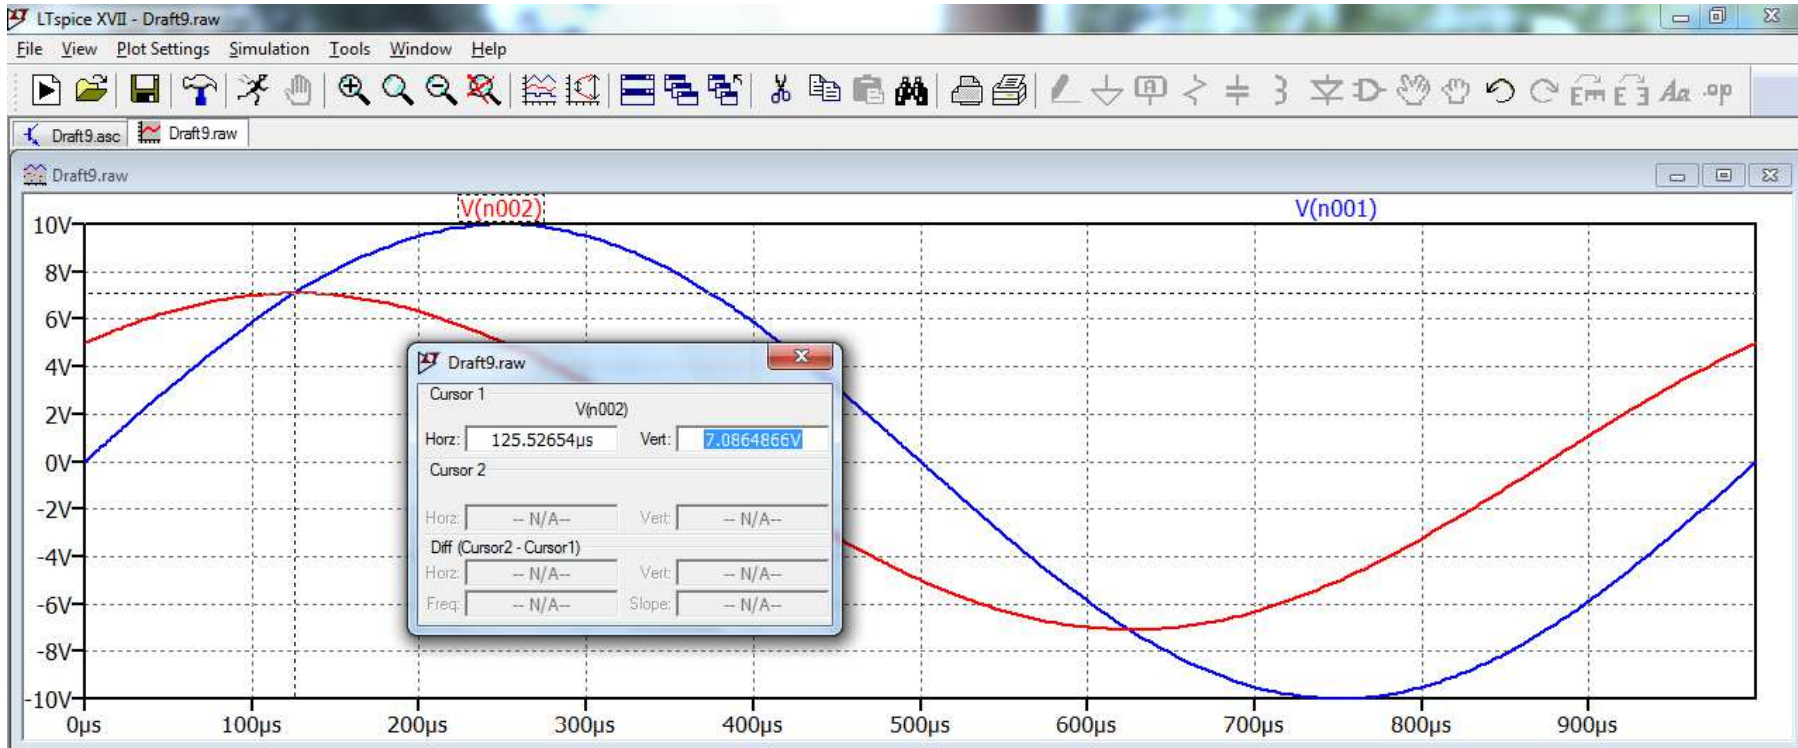 LTspice XVII - Draft9.raw
File View Plot Settings Simulation Tools Window Help
Aa .op
Draft9.asc Draft9.raw
Draft9.raw
V(n002) V(n001)
10V
8V
6V
4V
2V
0V
-2V
-4V
-6V
-8V
-10V
0µs 100µs 200µs 300µs 400µs 500µs 600µs 700µs 800µs 900µs
Draft9.raw
Cursor 1
V(n002)
Horz: 125.52654µs Vert: 7.0864866V
Cursor 2
Horz: -- N/A-- Vert: -- N/A--
Diff (Cursor2 - Cursor1)
Horz: -- N/A-- Vert: -- N/A--
Freq: -- N/A-- Slope: -- N/A--